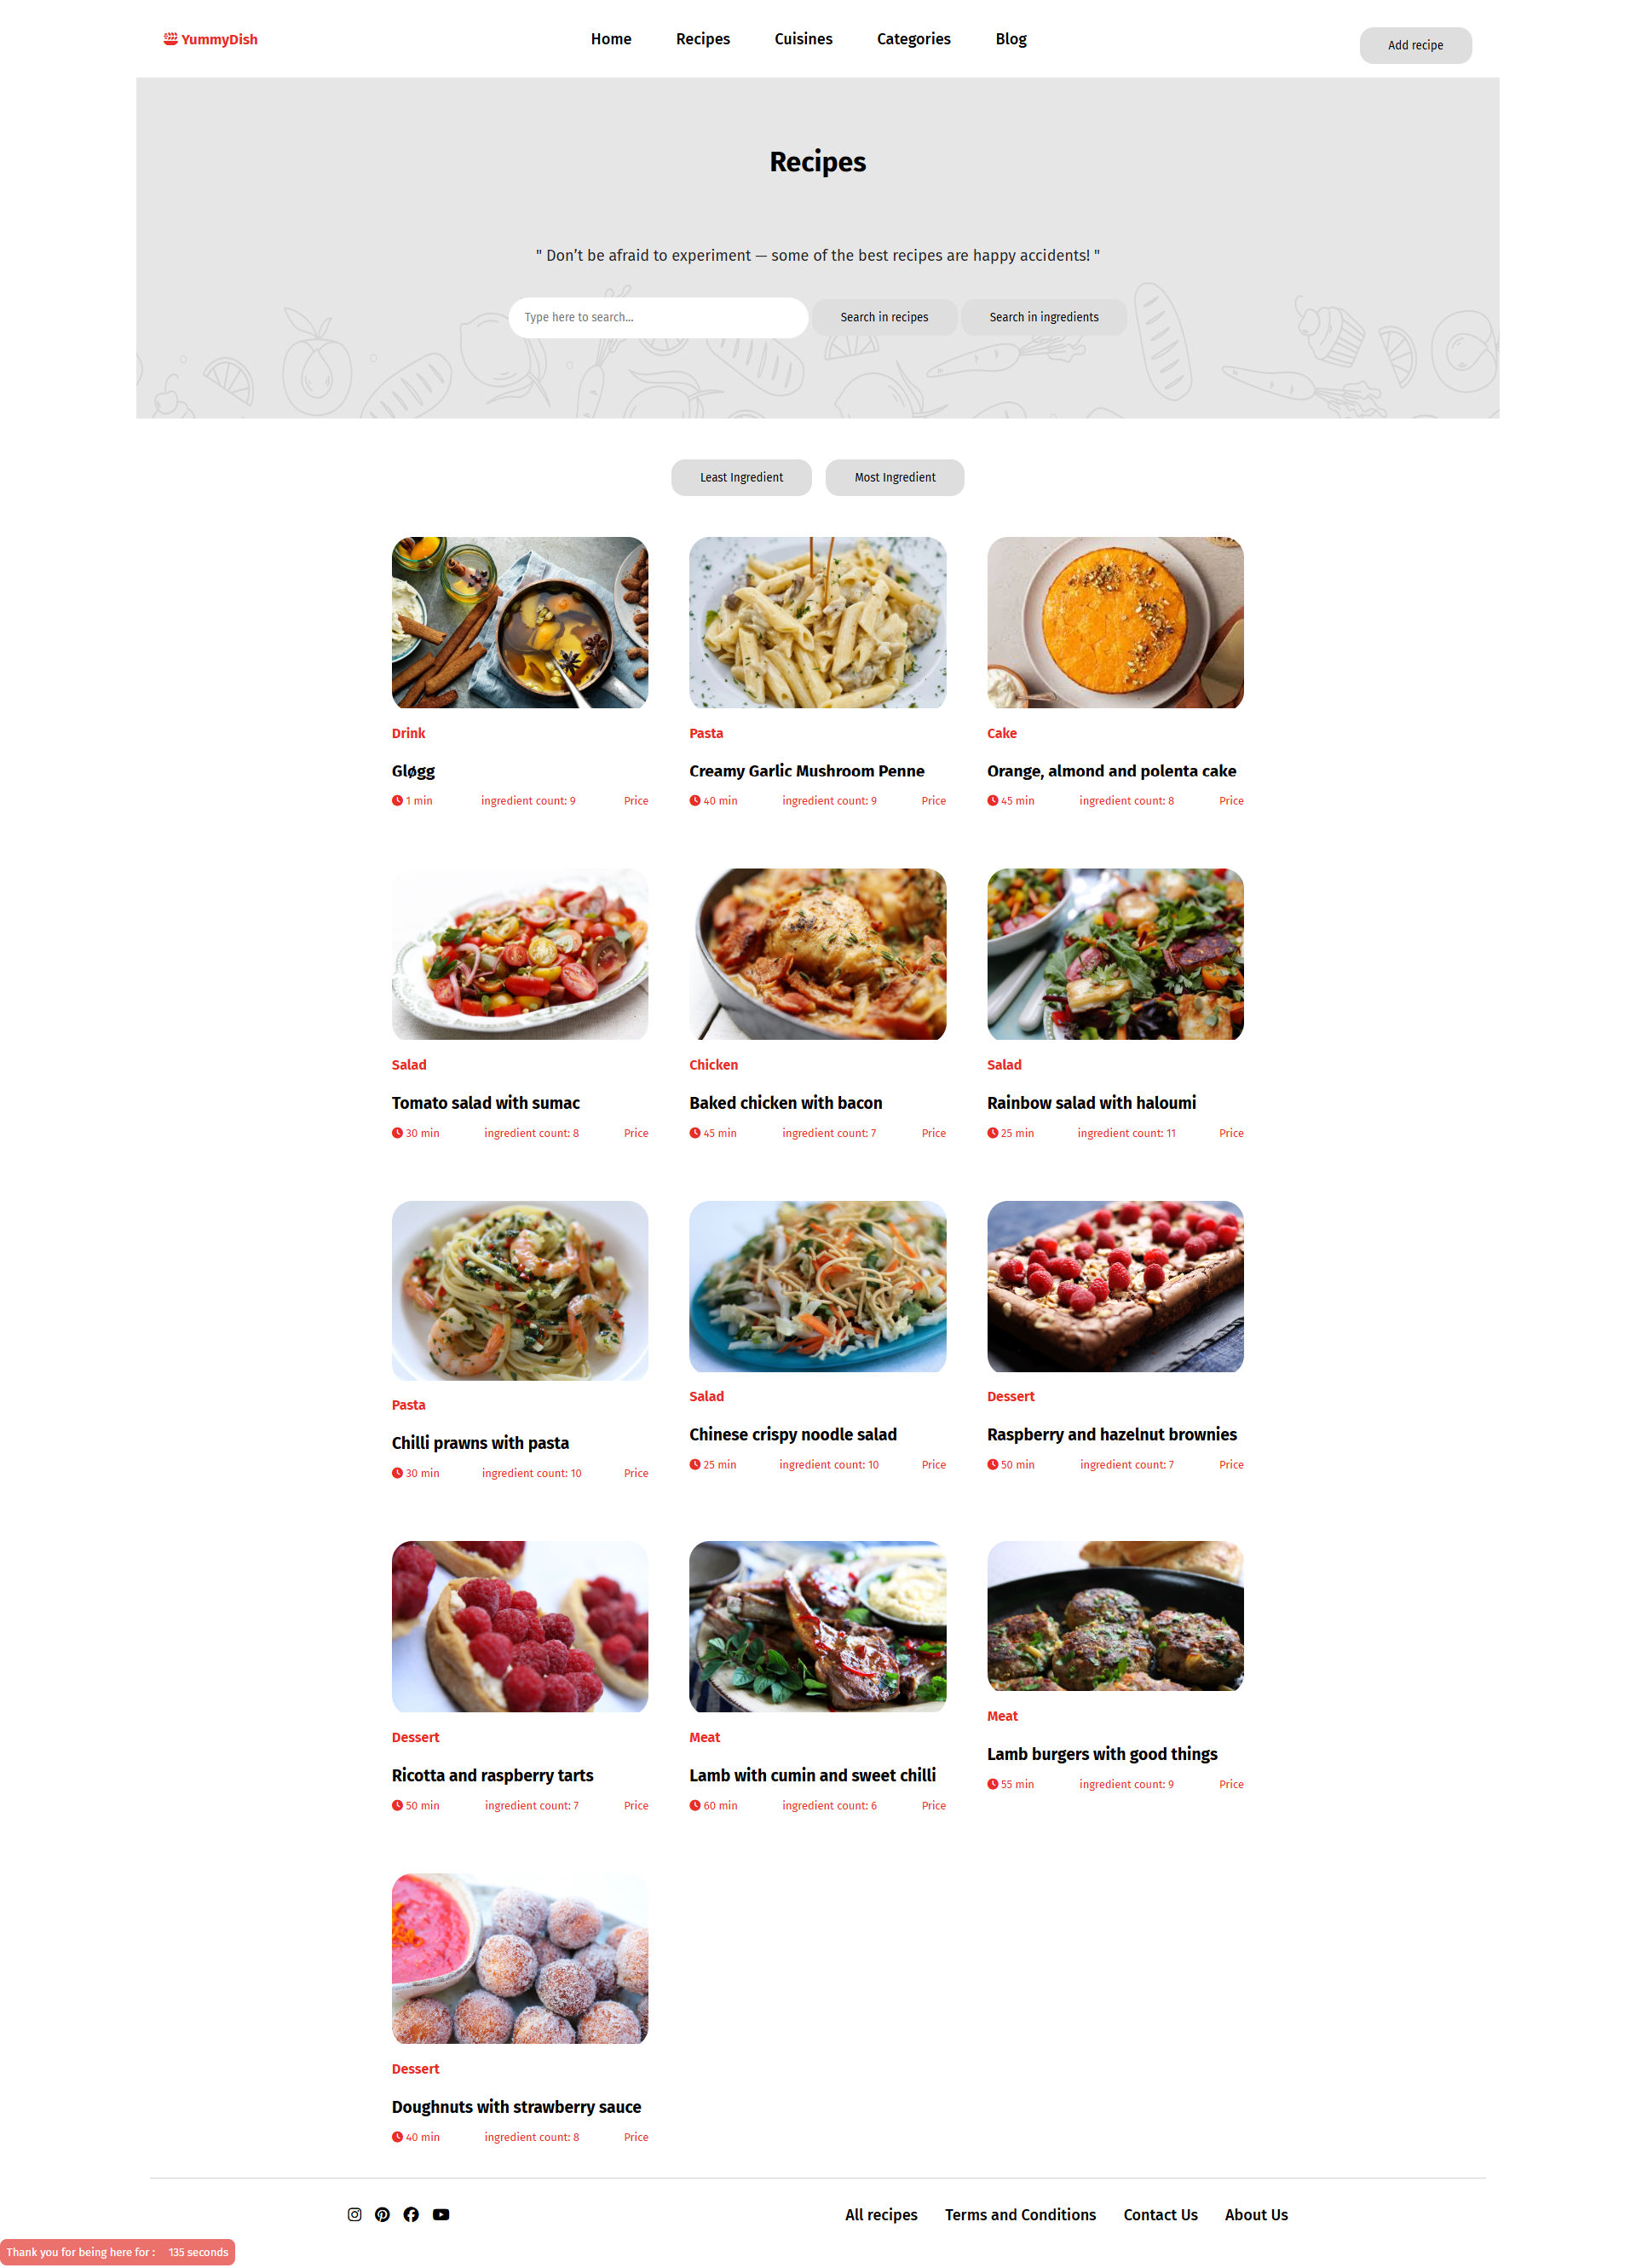 YummyDish
Home Recipes Cuisines Categories Blog
Add recipe
Recipes
" Don’t be afraid to experiment — some of the best recipes are happy accidents! "
Type here to search...
Search in recipes
Search in ingredients
Least Ingredient
Most Ingredient
Drink
Gløgg
1 min ingredient count: 9 Price
Pasta
Creamy Garlic Mushroom Penne
40 min ingredient count: 9 Price
Cake
Orange, almond and polenta cake
45 min ingredient count: 8 Price
Salad
Tomato salad with sumac
30 min ingredient count: 8 Price
Chicken
Baked chicken with bacon
45 min ingredient count: 7 Price
Salad
Rainbow salad with haloumi
25 min ingredient count: 11 Price
Pasta
Chilli prawns with pasta
30 min ingredient count: 10 Price
Salad
Chinese crispy noodle salad
25 min ingredient count: 10 Price
Dessert
Raspberry and hazelnut brownies
50 min ingredient count: 7 Price
Dessert
Ricotta and raspberry tarts
50 min ingredient count: 7 Price
Meat
Lamb with cumin and sweet chilli
60 min ingredient count: 6 Price
Meat
Lamb burgers with good things
55 min ingredient count: 9 Price
Dessert
Doughnuts with strawberry sauce
40 min ingredient count: 8 Price
All recipes Terms and Conditions Contact Us About Us
Thank you for being here for : 135 seconds